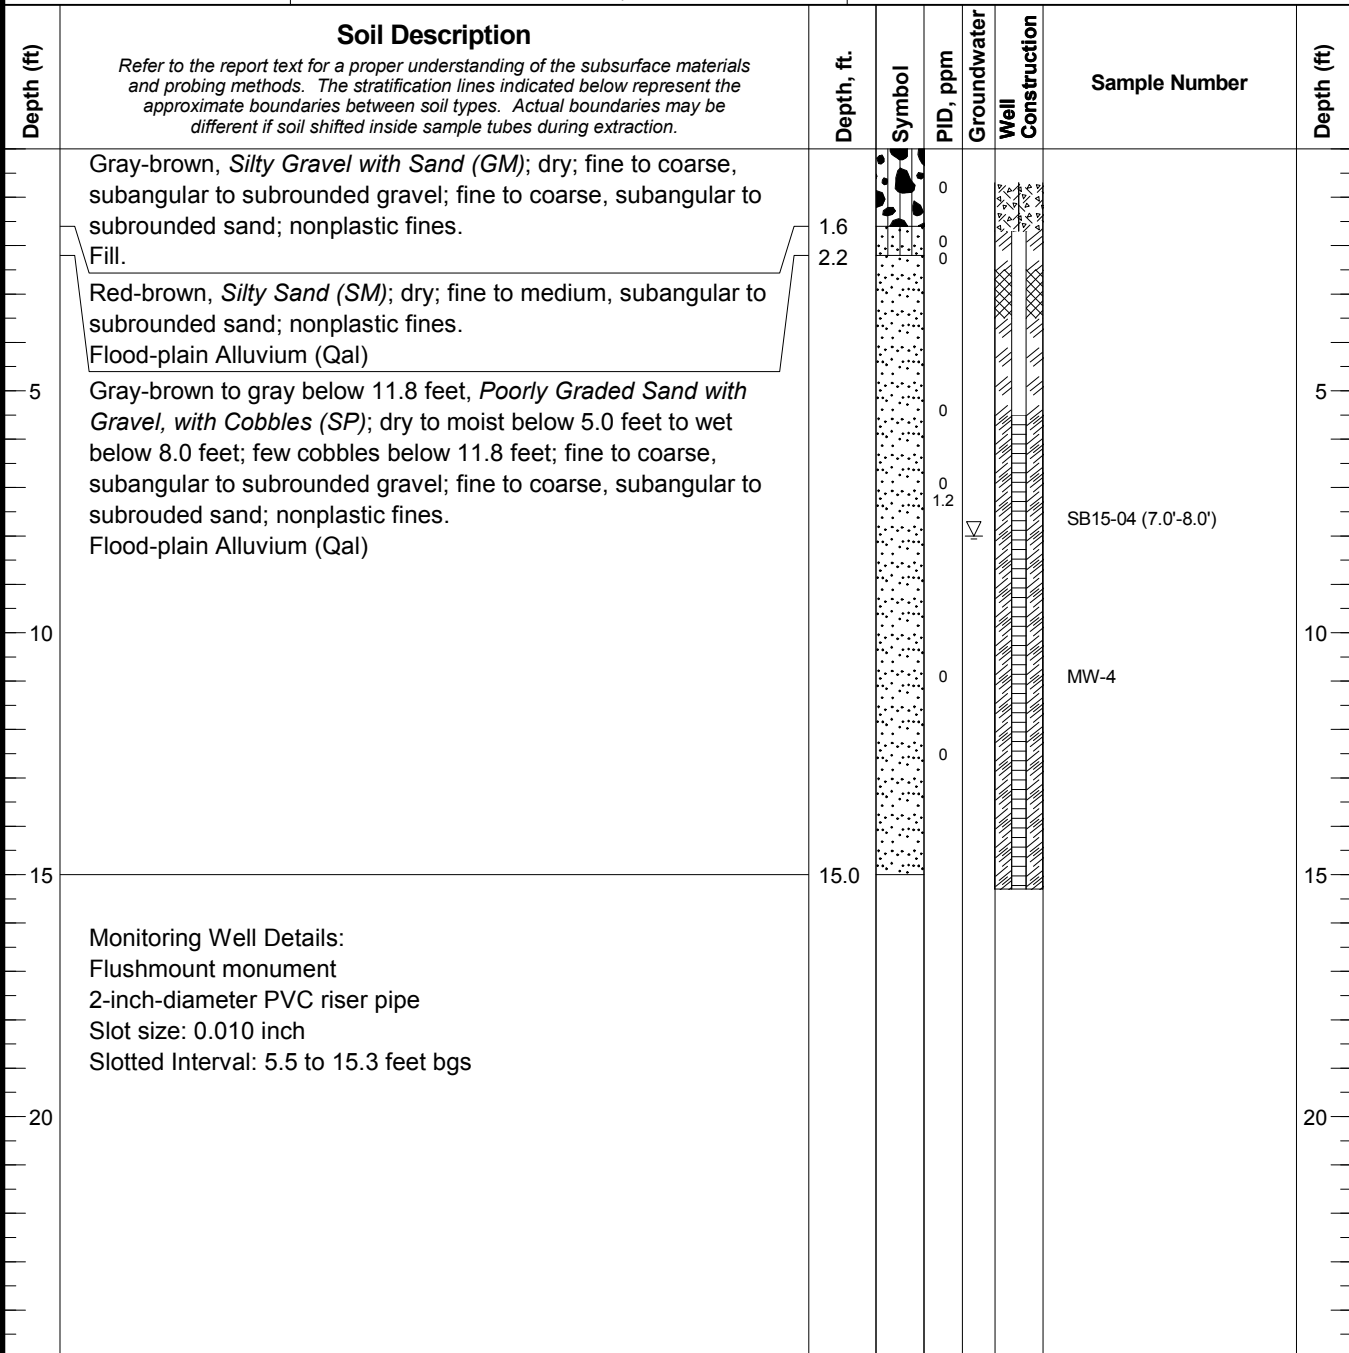 Depth (ft)
Soil Description
Refer to the report text for a proper understanding of the subsurface materials
and probing methods. The stratification lines indicated below represent the
approximate boundaries between soil types. Actual boundaries may be
different if soil shifted inside sample tubes during extraction.
Depth, ft.
Symbol
PID, ppm
Groundwater
Well
Construction
Sample Number
Depth (ft)
Gray-brown, Silty Gravel with Sand (GM); dry; fine to coarse,
subangular to subrounded gravel; fine to coarse, subangular to
subrounded sand; nonplastic fines.
Fill.
1.6
0
0
Red-brown, Silty Sand (SM); dry; fine to medium, subangular to
subrounded sand; nonplastic fines.
Flood-plain Alluvium (Qal)
2.2
0
5
Gray-brown to gray below 11.8 feet, Poorly Graded Sand with
Gravel, with Cobbles (SP); dry to moist below 5.0 feet to wet
below 8.0 feet; few cobbles below 11.8 feet; fine to coarse,
subangular to subrounded gravel; fine to coarse, subangular to
subrouded sand; nonplastic fines.
Flood-plain Alluvium (Qal)
0
5
0
1.2
SB15-04 (7.0'-8.0')
10
10
0
MW-4
0
15
15.0
15
Monitoring Well Details:
Flushmount monument
2-inch-diameter PVC riser pipe
Slot size: 0.010 inch
Slotted Interval: 5.5 to 15.3 feet bgs
20
20